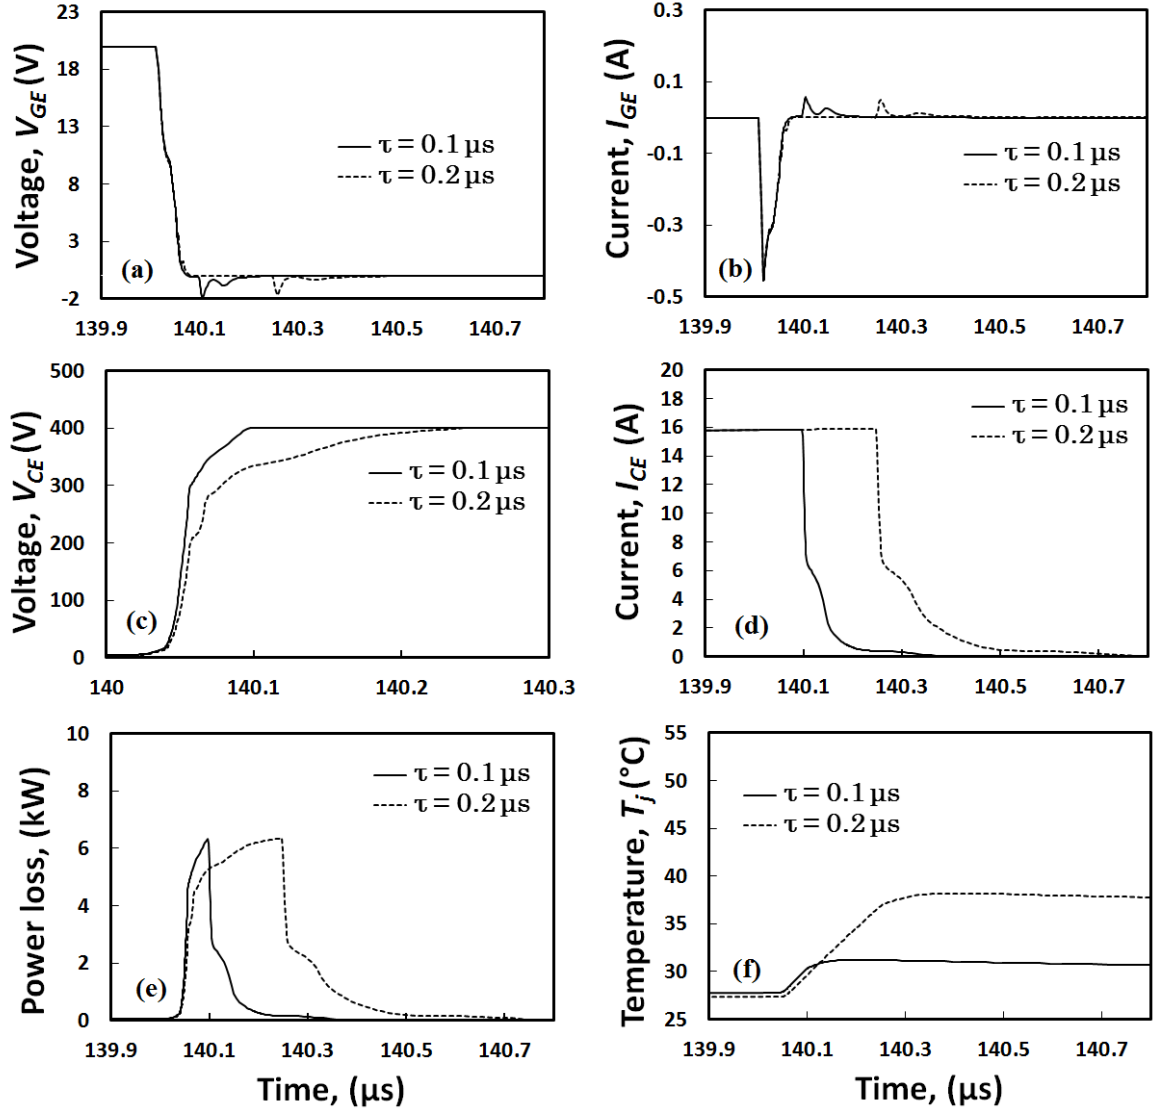 Voltage, VGE (V)
23
18
13
8
3
-2
139.9 140.1 140.3 140.5 140.7
τ = 0.1 μs
τ = 0.2 μs
(a)
Current, IGE (A)
0.3
0.1
-0.1
-0.3
-0.5
139.9 140.1 140.3 140.5 140.7
τ = 0.1 μs
τ = 0.2 μs
(b)
Voltage, VCE (V)
500
400
300
200
100
0
140 140.1 140.2 140.3
τ = 0.1 μs
τ = 0.2 μs
(c)
Current, ICE (A)
20
18
16
14
12
10
8
6
4
2
0
139.9 140.1 140.3 140.5 140.7
τ = 0.1 μs
τ = 0.2 μs
(d)
Power loss, (kW)
10
8
6
4
2
0
139.9 140.1 140.3 140.5 140.7
τ = 0.1 μs
τ = 0.2 μs
(e)
Time, (μs)
Temperature, Tj (°C)
55
50
45
40
35
30
25
139.9 140.1 140.3 140.5 140.7
τ = 0.1 μs
τ = 0.2 μs
(f)
Time, (μs)